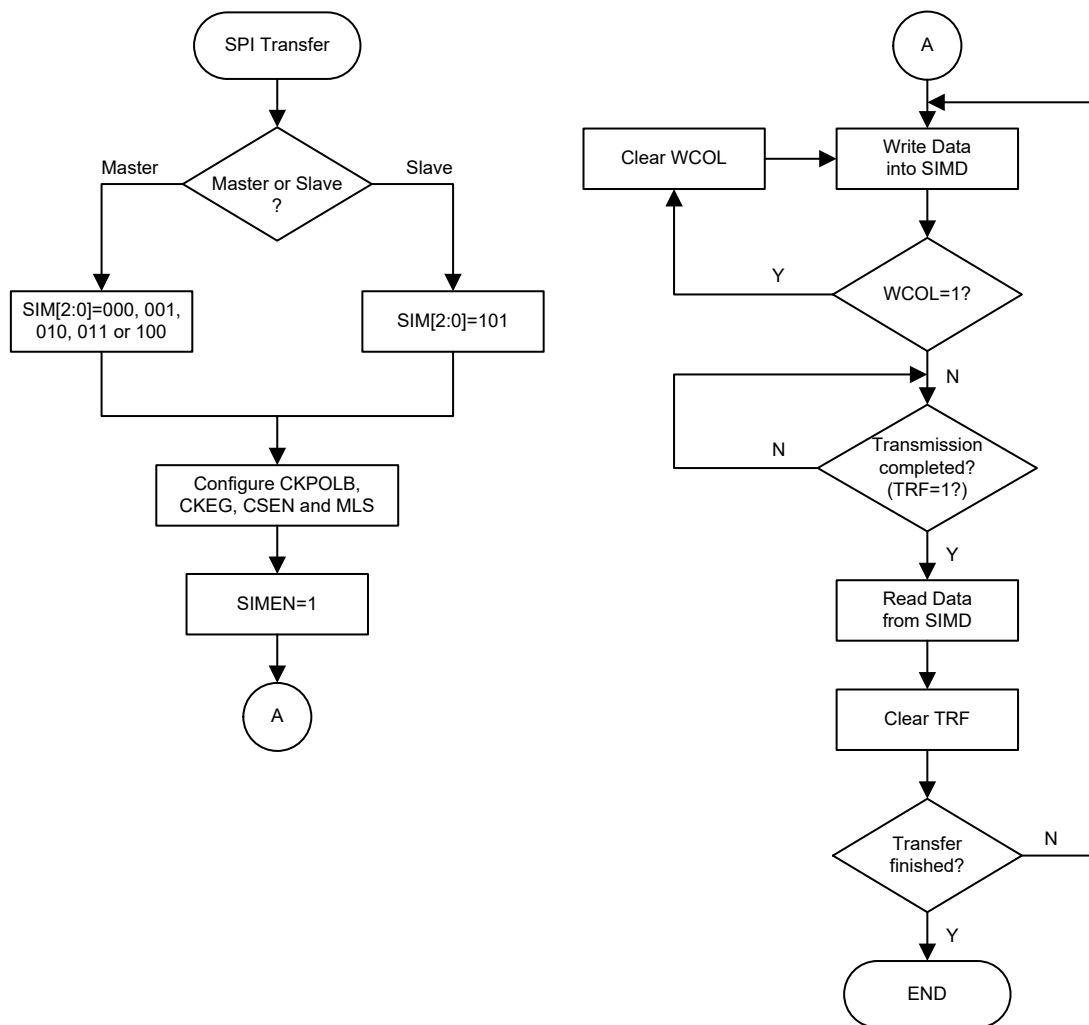 SPI Transfer
Master
Slave
Master or Slave
?
SIM[2:0]=000, 001,
010, 011 or 100
SIM[2:0]=101
Configure CKPOLB,
CKEG, CSEN and MLS
SIMEN=1
A
A
Clear WCOL
Write Data
into SIMD
Y
WCOL=1?
N
N
Transmission
completed?
(TRF=1?)
Y
Read Data
from SIMD
Clear TRF
Transfer
finished?
N
Y
END